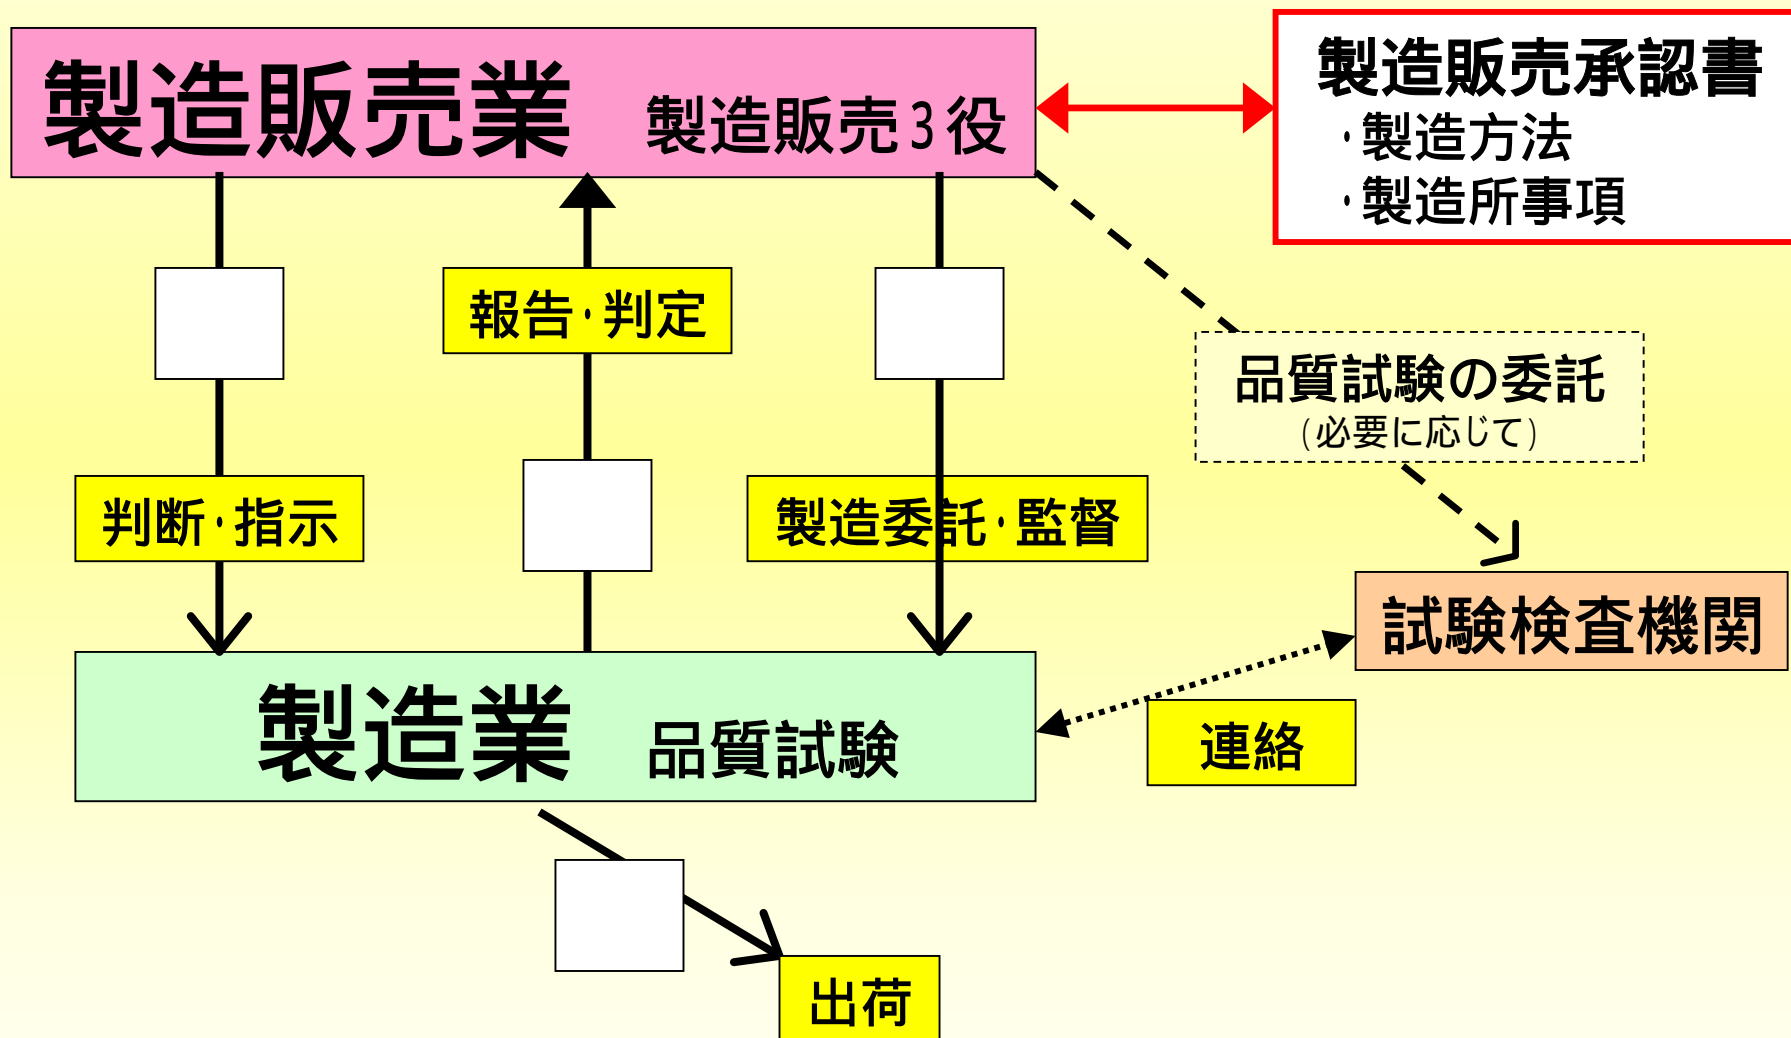 製造販売業 製造販売3役
製造販売承認書
・製造方法
・製造所事項
報告・判定
品質試験の委託
(必要に応じて)
判断・指示
製造委託・監督
試験検査機関
製造業 品質試験
連絡
出荷